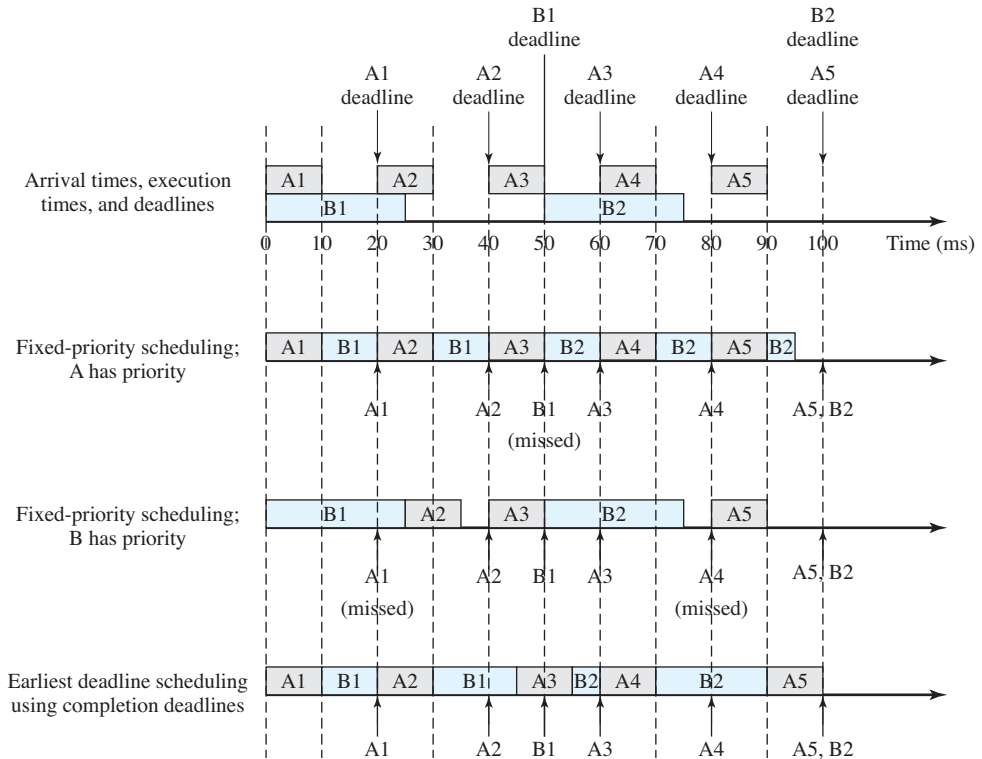 B1
deadline
B2
deadline
A1
deadline
A2
deadline
A3
deadline
A4
deadline
A5
deadline
Arrival times, execution
times, and deadlines
A1 A2 A3 A4 A5
B1 B2
0 10 20 30 40 50 60 70 80 90 100 Time (ms)
Fixed-priority scheduling;
A has priority
A1 B1 A2 B1 A3 B2 A4 B2 A5 B2
A1 A2 B1 A3 A4 A5, B2
(missed)
Fixed-priority scheduling;
B has priority
B1 A2 A3 B2 A5
A1 A2 B1 A3 A4 A5, B2
(missed) (missed)
Earliest deadline scheduling
using completion deadlines
A1 B1 A2 B1 A3 B2 A4 B2 A5
A1 A2 B1 A3 A4 A5, B2